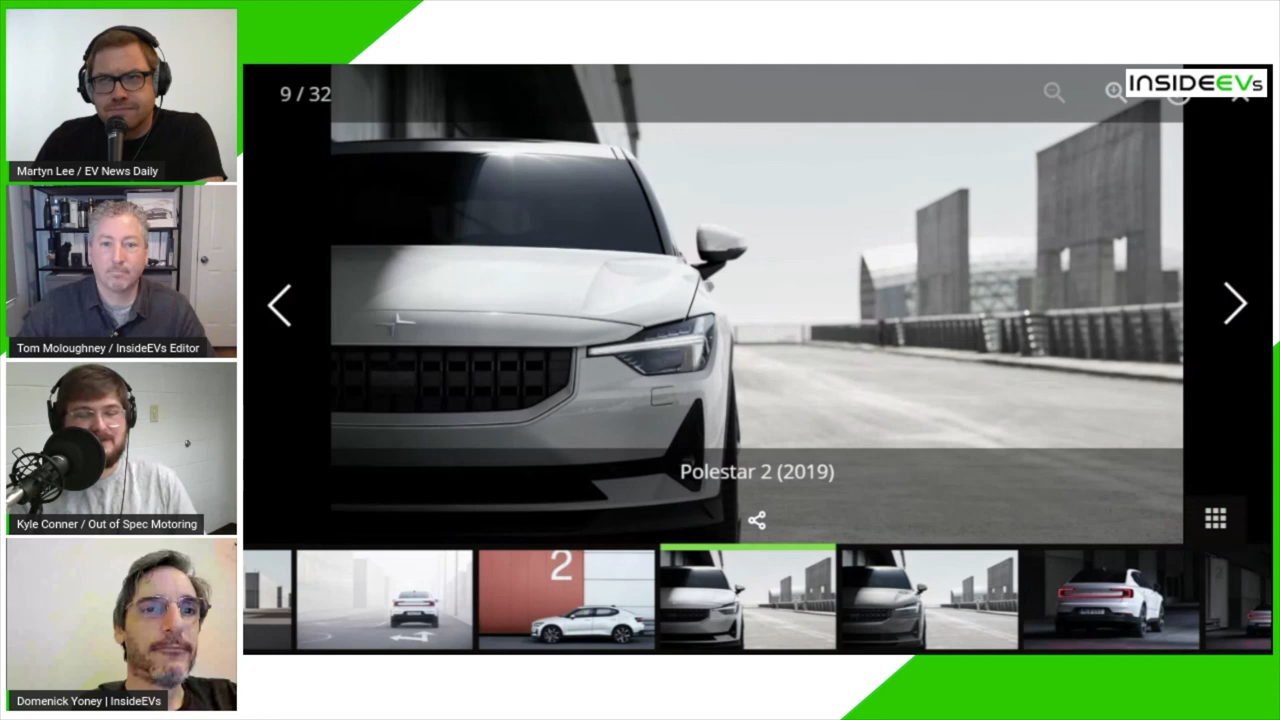 Martyn Lee / EV News Daily
Tom Moloughney / InsideEVs Editor
Kyle Conner / Out of Spec Motoring
Domenick Yoney | InsideEVs
9 / 32
INSIDEEVs
Polestar 2 (2019)
2